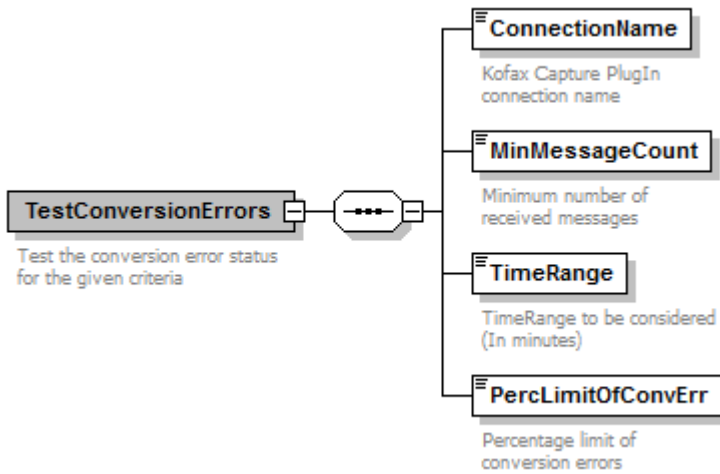 ConnectionName
Kofax Capture PlugIn
connection name
MinMessageCount
Minimum number of
received messages
TestConversionErrors
Test the conversion error status
for the given criteria
TimeRange
TimeRange to be considered
(In minutes)
PercLimitOfConvErr
Percentage limit of
conversion errors